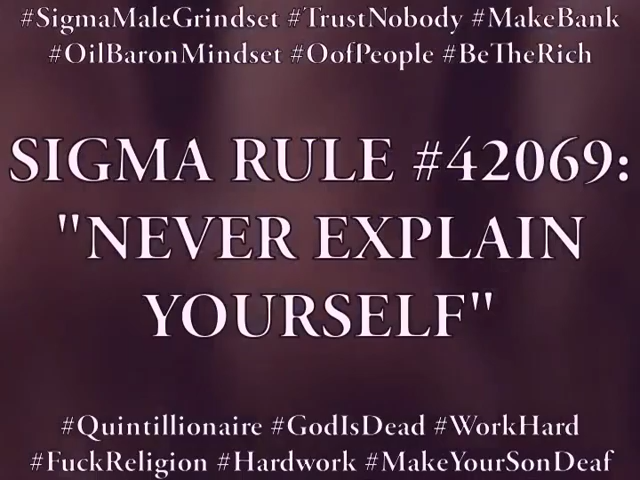 #SigmaMaleGrindset #TrustNobody #MakeBank
#OilBaronMindset #OofPeople #BeTheRich
SIGMA RULE #42069:
"NEVER EXPLAIN
YOURSELF"
#Quintillionaire #GodIsDead #WorkHard
#FuckReligion #Hardwork #MakeYourSonDeaf